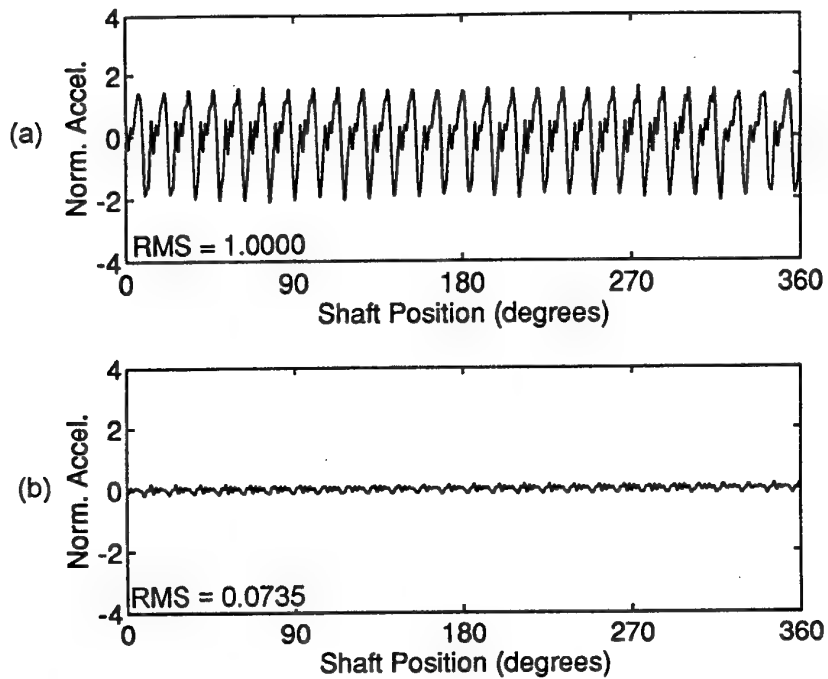 (a)
Norm. Accel.
4
2
0
-2
-4
RMS = 1.0000
0 90 180 270 360
Shaft Position (degrees)
(b)
Norm. Accel.
4
2
0
-2
-4
RMS = 0.0735
0 90 180 270 360
Shaft Position (degrees)